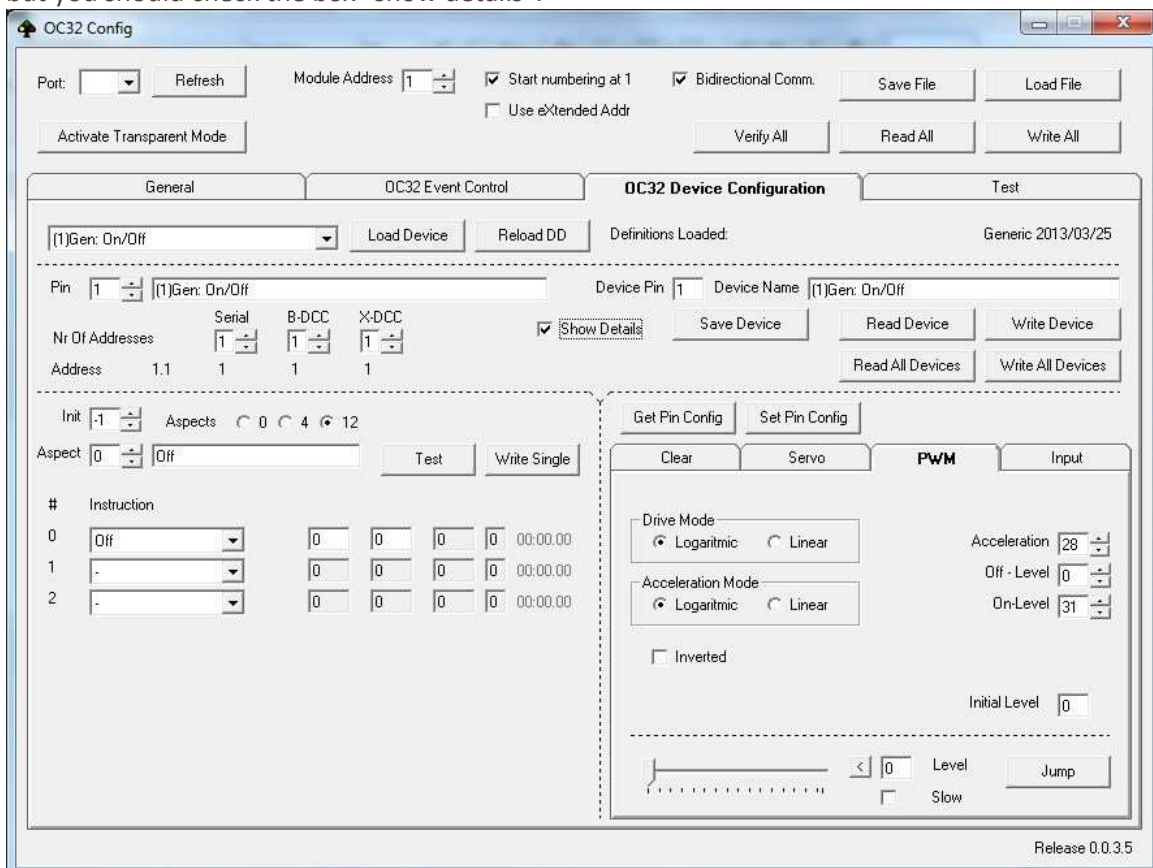 but you should check the box "show details".
OC32 Config
Port: Refresh Module Address 1 Start numbering at 1 Bidirectional Comm. Save File Load File
Use eXtended Addr
Activate Transparent Mode Verify All Read All Write All
General OC32 Event Control OC32 Device Configuration Test
(1)Gen: On/Off Load Device Reload DD Definitions Loaded: Generic 2013/03/25
Pin 1 (1)Gen: On/Off Device Pin 1 Device Name (1)Gen: On/Off
Serial B-DCC X-DCC
Nr Of Addresses 1 1 1 Show Details Save Device Read Device Write Device
Address 1.1 1 1 1 Read All Devices Write All Devices
Init -1 Aspects 0 4 12 Get Pin Config Set Pin Config
Aspect 0 Off Test Write Single
Clear Servo PWM Input
# Instruction
0 Off 0 0 0 0 00:00.00
1 - 0 0 0 0 00:00.00
2 - 0 0 0 0 00:00.00
Drive Mode
Logaritmic Linear Acceleration 28
Off - Level 0
Acceleration Mode
Logaritmic Linear On-Level 31
Inverted
Initial Level 0
< 0 Level Jump
Slow
Release 0.0.3.5